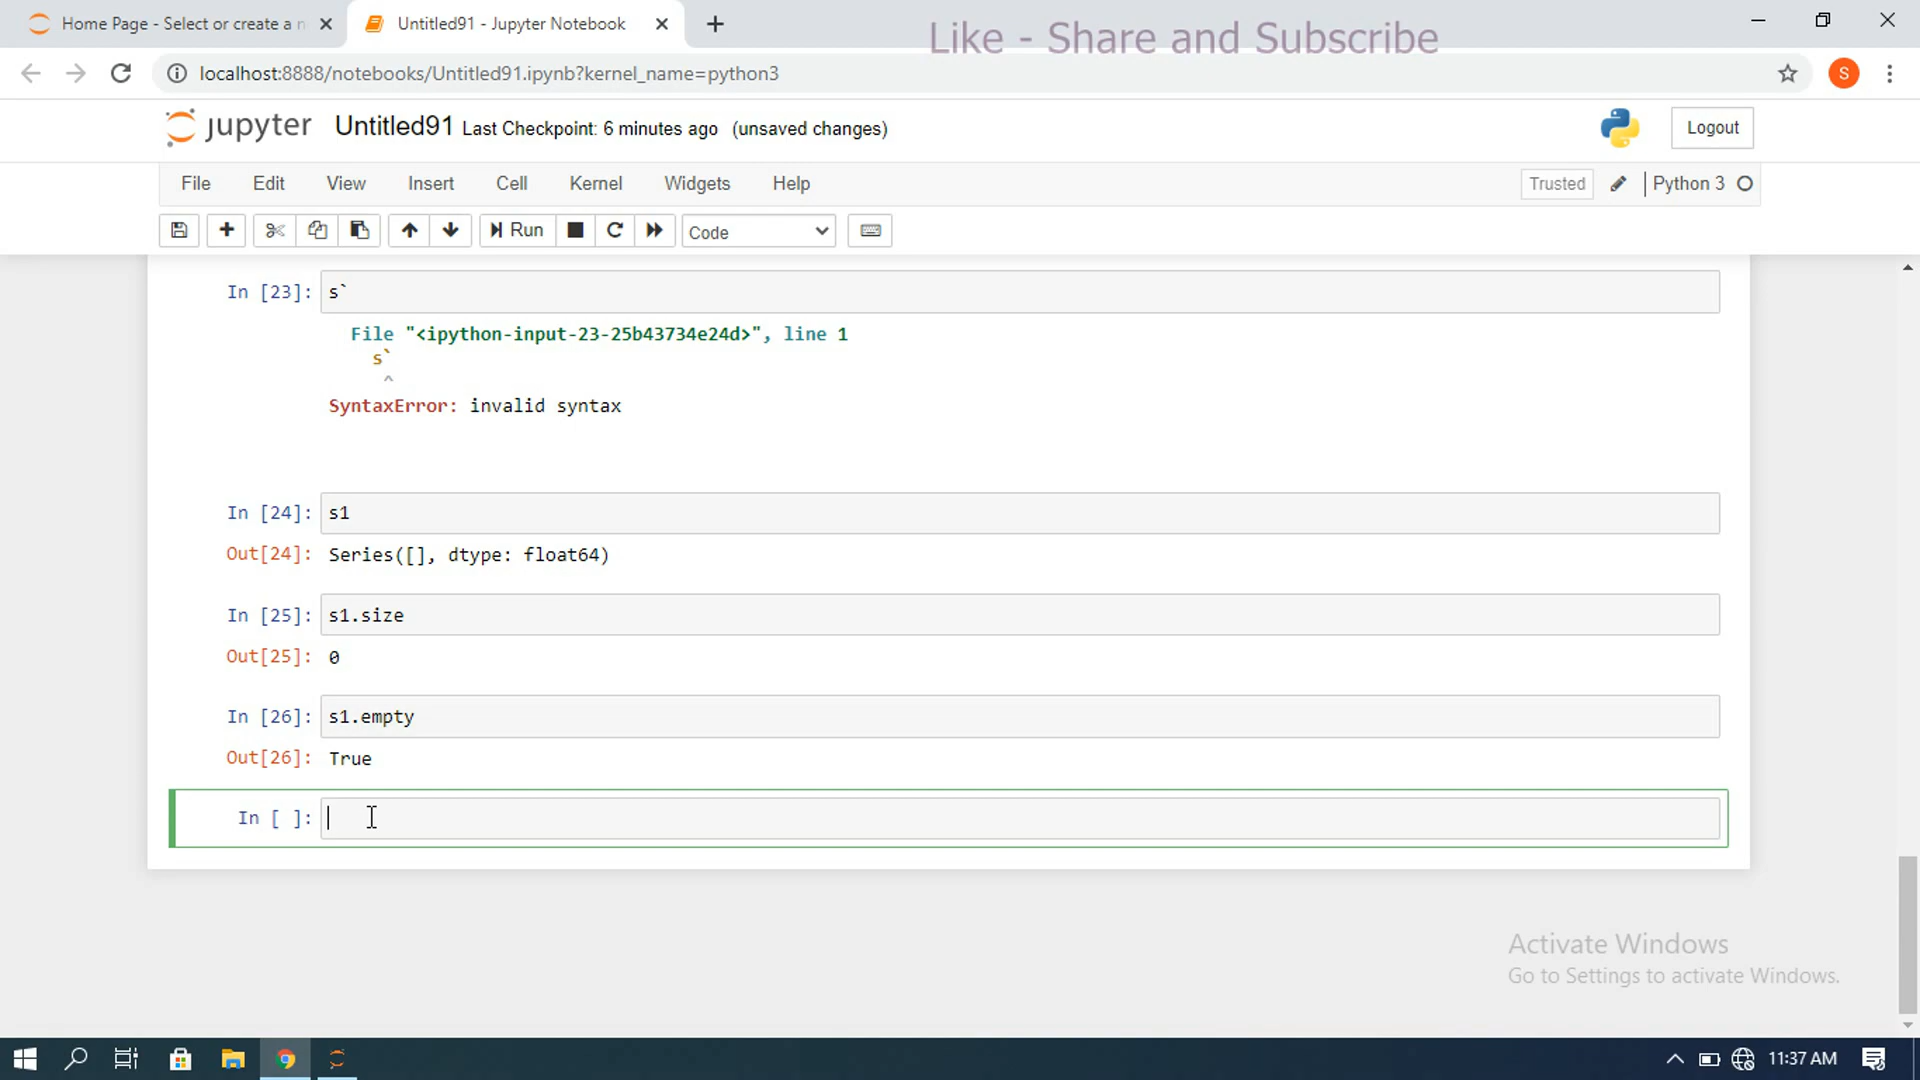 Home Page - Select or create a n
Untitled91 - Jupyter Notebook
Like - Share and Subscribe
localhost:8888/notebooks/Untitled91.ipynb?kernel_name=python3
S
jupyter Untitled91 Last Checkpoint: 6 minutes ago (unsaved changes)
Logout
File Edit View Insert Cell Kernel Widgets Help
Trusted
Python 3
Run
Code
In [23]: s`
File "<ipython-input-23-25b43734e24d>", line 1
s`
^
SyntaxError: invalid syntax
In [24]: s1
Out[24]: Series([], dtype: float64)
In [25]: s1.size
Out[25]: 0
In [26]: s1.empty
Out[26]: True
In [ ]:
Activate Windows
Go to Settings to activate Windows.
11:37 AM